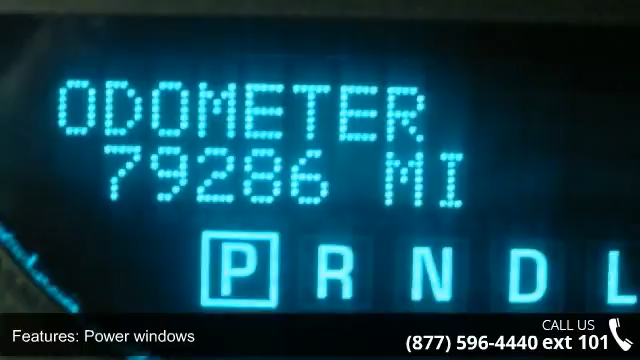 ODOMETER
79286 MI
P R N D L
Features: Power windows
CALL US
(877) 596-4440 ext 101